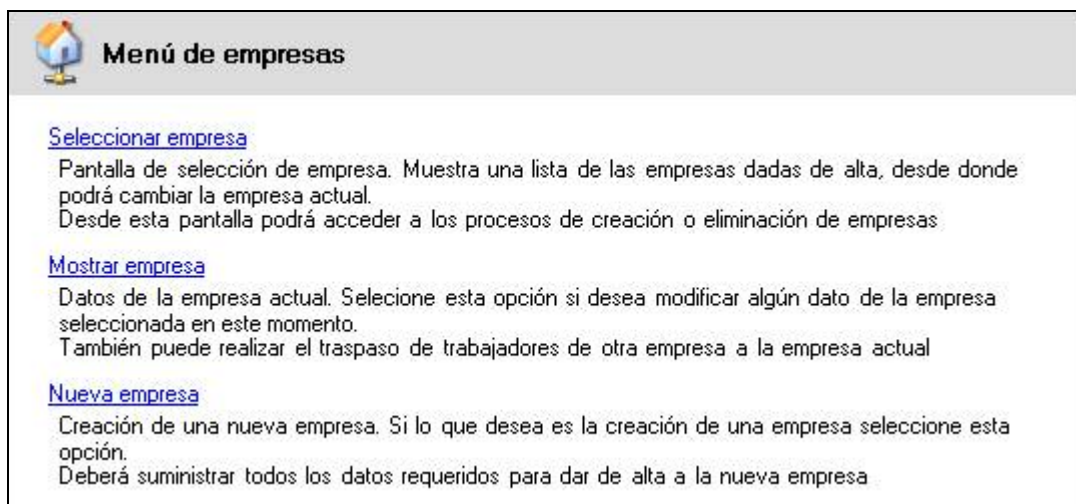 Menú de empresas
Seleccionar empresa
Pantalla de selección de empresa. Muestra una lista de las empresas dadas de alta, desde donde
podrá cambiar la empresa actual.
Desde esta pantalla podrá acceder a los procesos de creación o eliminación de empresas
Mostrar empresa
Datos de la empresa actual. Selecione esta opción si desea modificar algún dato de la empresa
seleccionada en este momento.
También puede realizar el traspaso de trabajadores de otra empresa a la empresa actual
Nueva empresa
Creación de una nueva empresa. Si lo que desea es la creación de una empresa seleccione esta
opción.
Deberá suministrar todos los datos requeridos para dar de alta a la nueva empresa